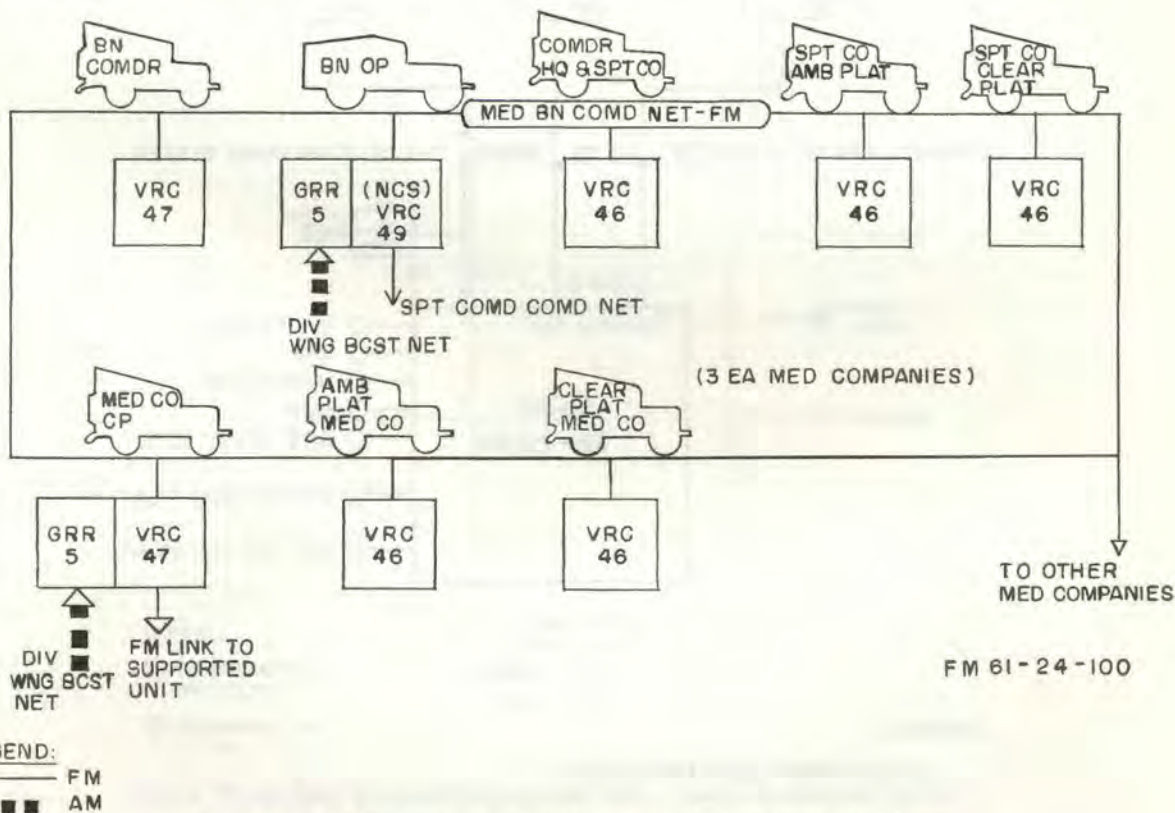 BN
COMDR
BN OP
COMDR
HQ & SPT CO
SPT CO
AMB PLAT
SPT CO
CLEAR
PLAT
MED BN COMD NET-FM
VRC
47
GRR
5
(NCS)
VRC
49
VRC
46
VRC
46
VRC
46
SPT COMD COMD NET
DIV
WNG BCST NET
(3 EA MED COMPANIES)
MED CO
CP
AMB
PLAT
MED CO
CLEAR
PLAT
MED CO
GRR
5
VRC
47
VRC
46
VRC
46
TO OTHER
MED COMPANIES
DIV
WNG BCST
NET
FM LINK TO
SUPPORTED
UNIT
FM 61-24-100
GEND:
FM
AM